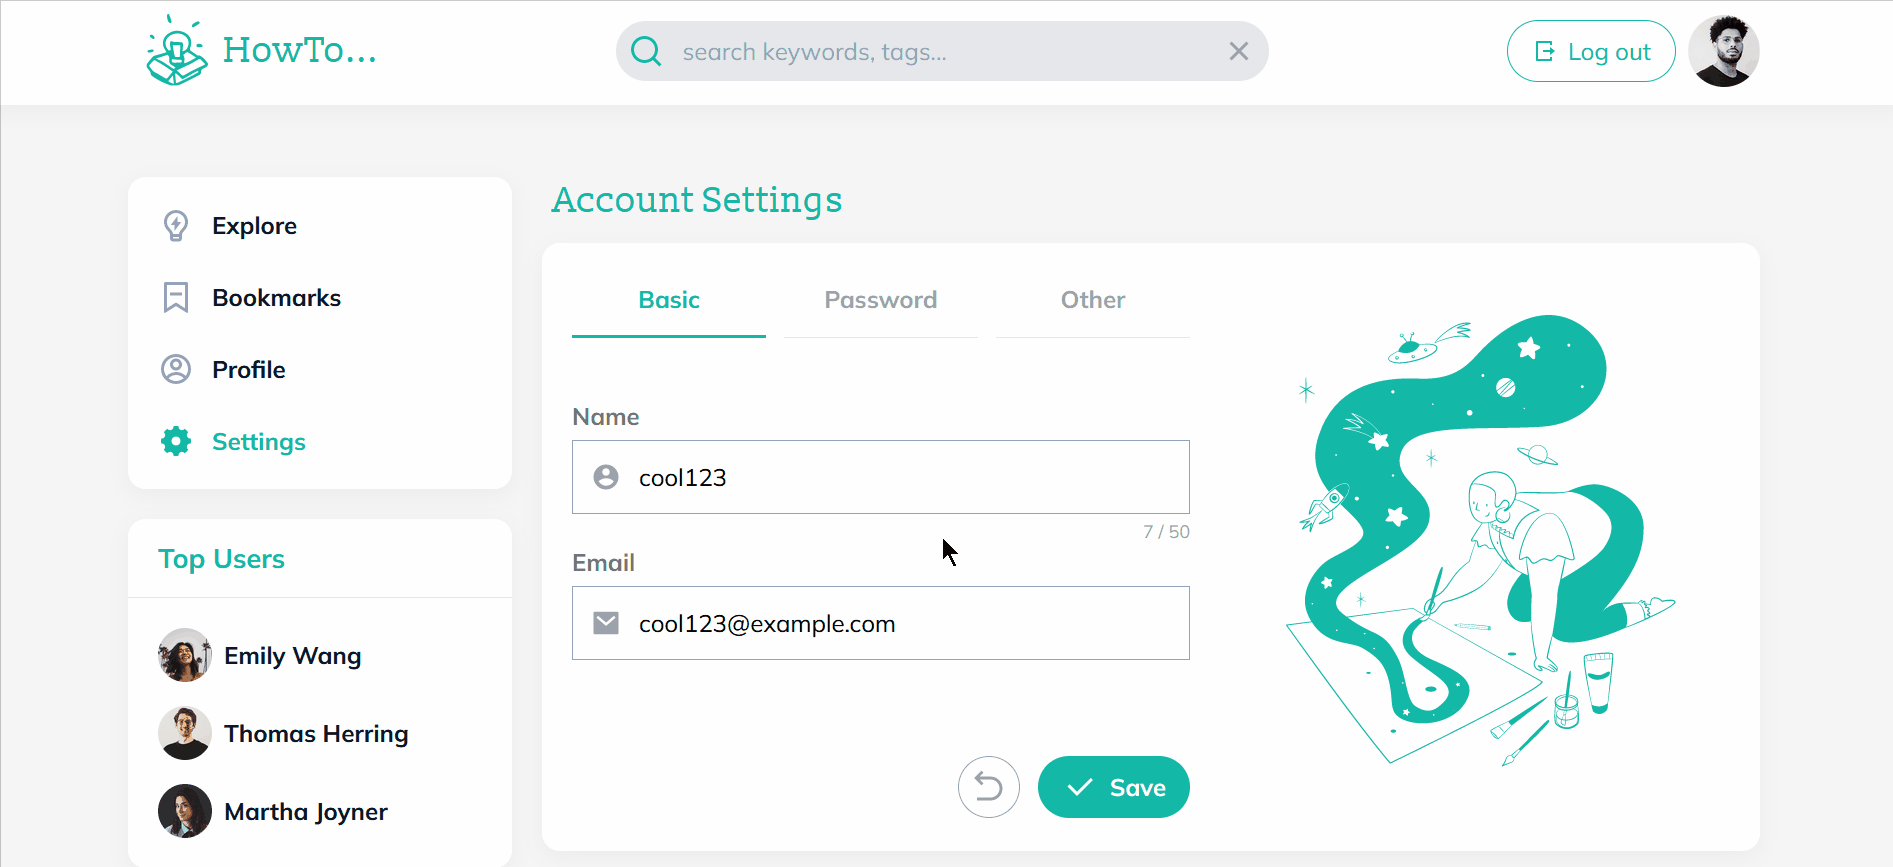 HowTo...
search keywords, tags...
Log out
Explore
Bookmarks
Profile
Settings
Top Users
Emily Wang
Thomas Herring
Martha Joyner
Account Settings
Basic
Password
Other
Name
cool123
7 / 50
Email
cool123@example.com
Save